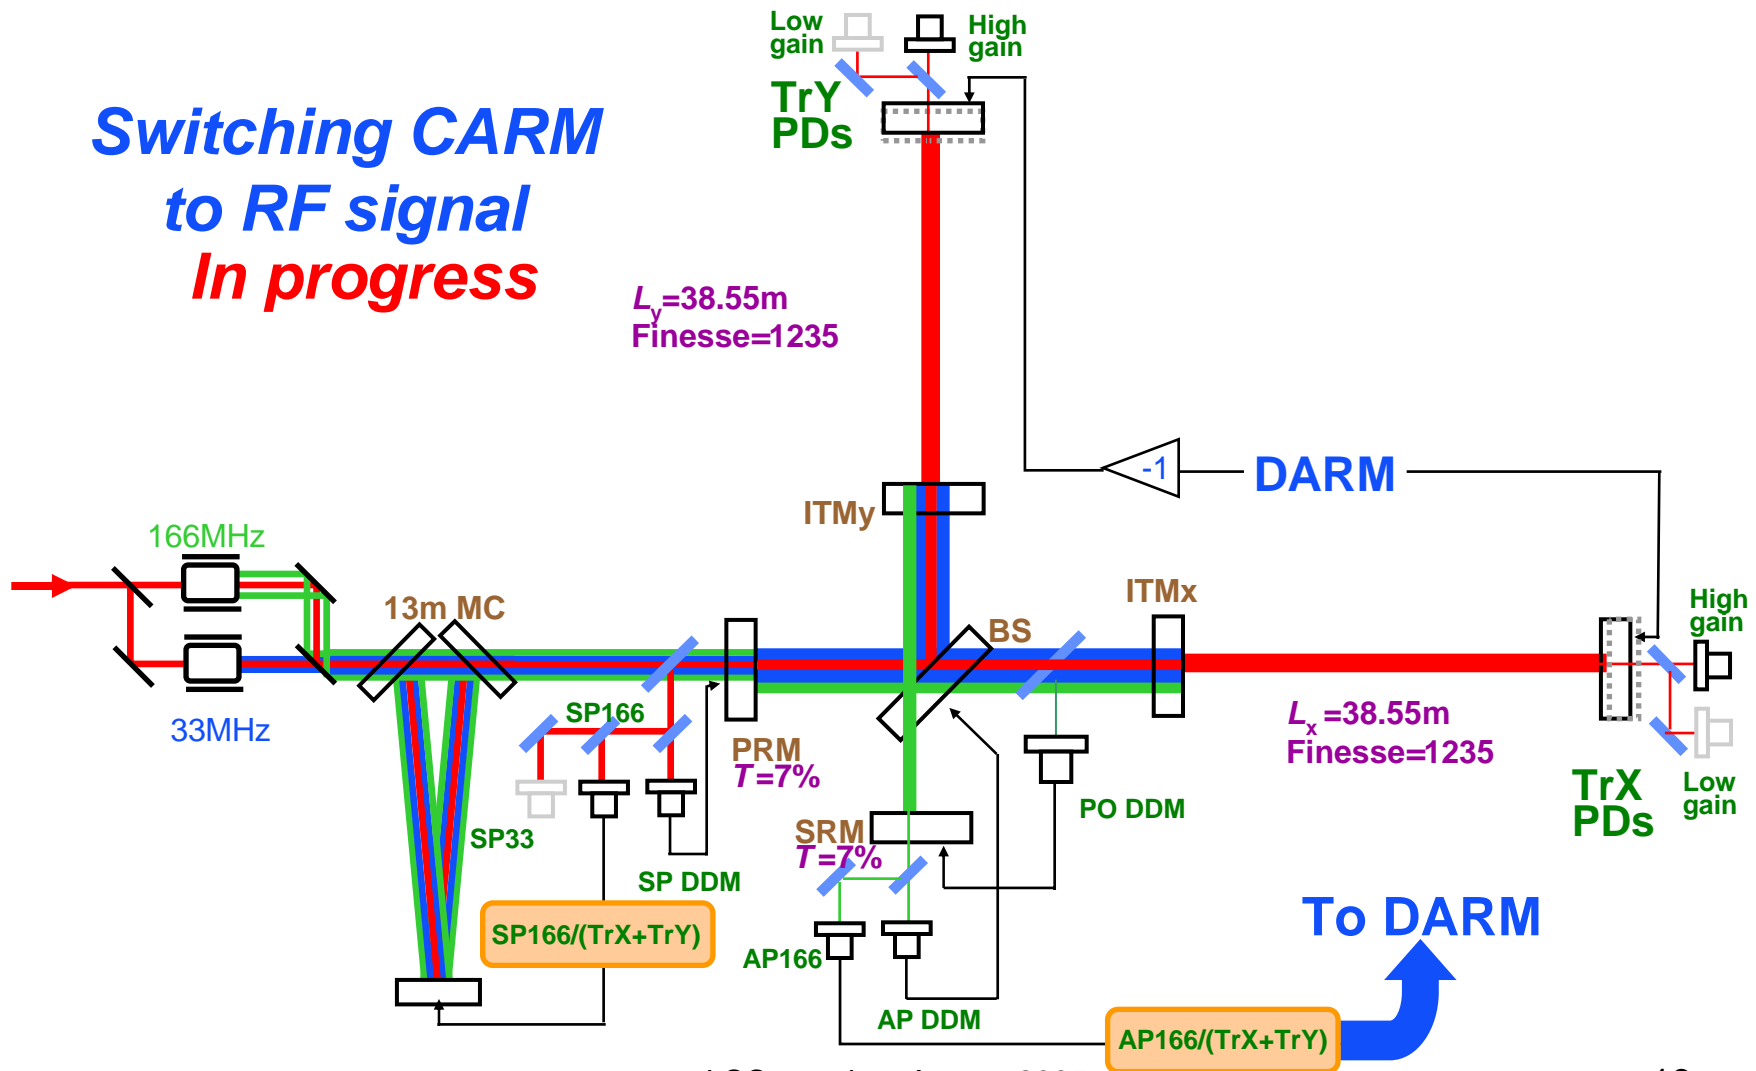 Low
gain
High
gain
TrY
PDs
Switching CARM
to RF signal
In progress
Ly=38.55m
Finesse=1235
-1
DARM
ITMy
166MHz
13m MC
ITMx
BS
High
gain
33MHz
SP166
PRM
T=7%
Lx=38.55m
Finesse=1235
TrX
PDs
Low
gain
PO DDM
SP33
SRM
T=7%
SP DDM
SP166/(TrX+TrY)
To DARM
AP166
AP DDM
AP166/(TrX+TrY)